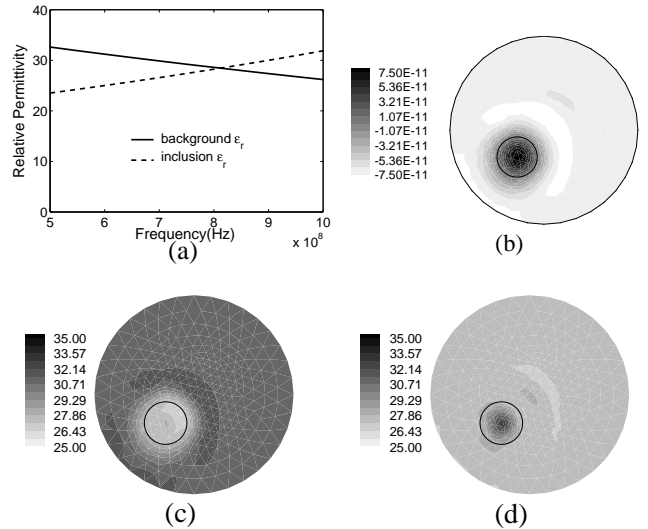 40
30
20
10
0
Relative Permittivity
background ε_r
inclusion ε_r
5 6 7 8 9 10
Frequency(Hz)
x 10^8
(a)
7.50E-11
5.36E-11
3.21E-11
1.07E-11
-1.07E-11
-3.21E-11
-5.36E-11
-7.50E-11
(b)
35.00
33.57
32.14
30.71
29.29
27.86
26.43
25.00
(c)
35.00
33.57
32.14
30.71
29.29
27.86
26.43
25.00
(d)